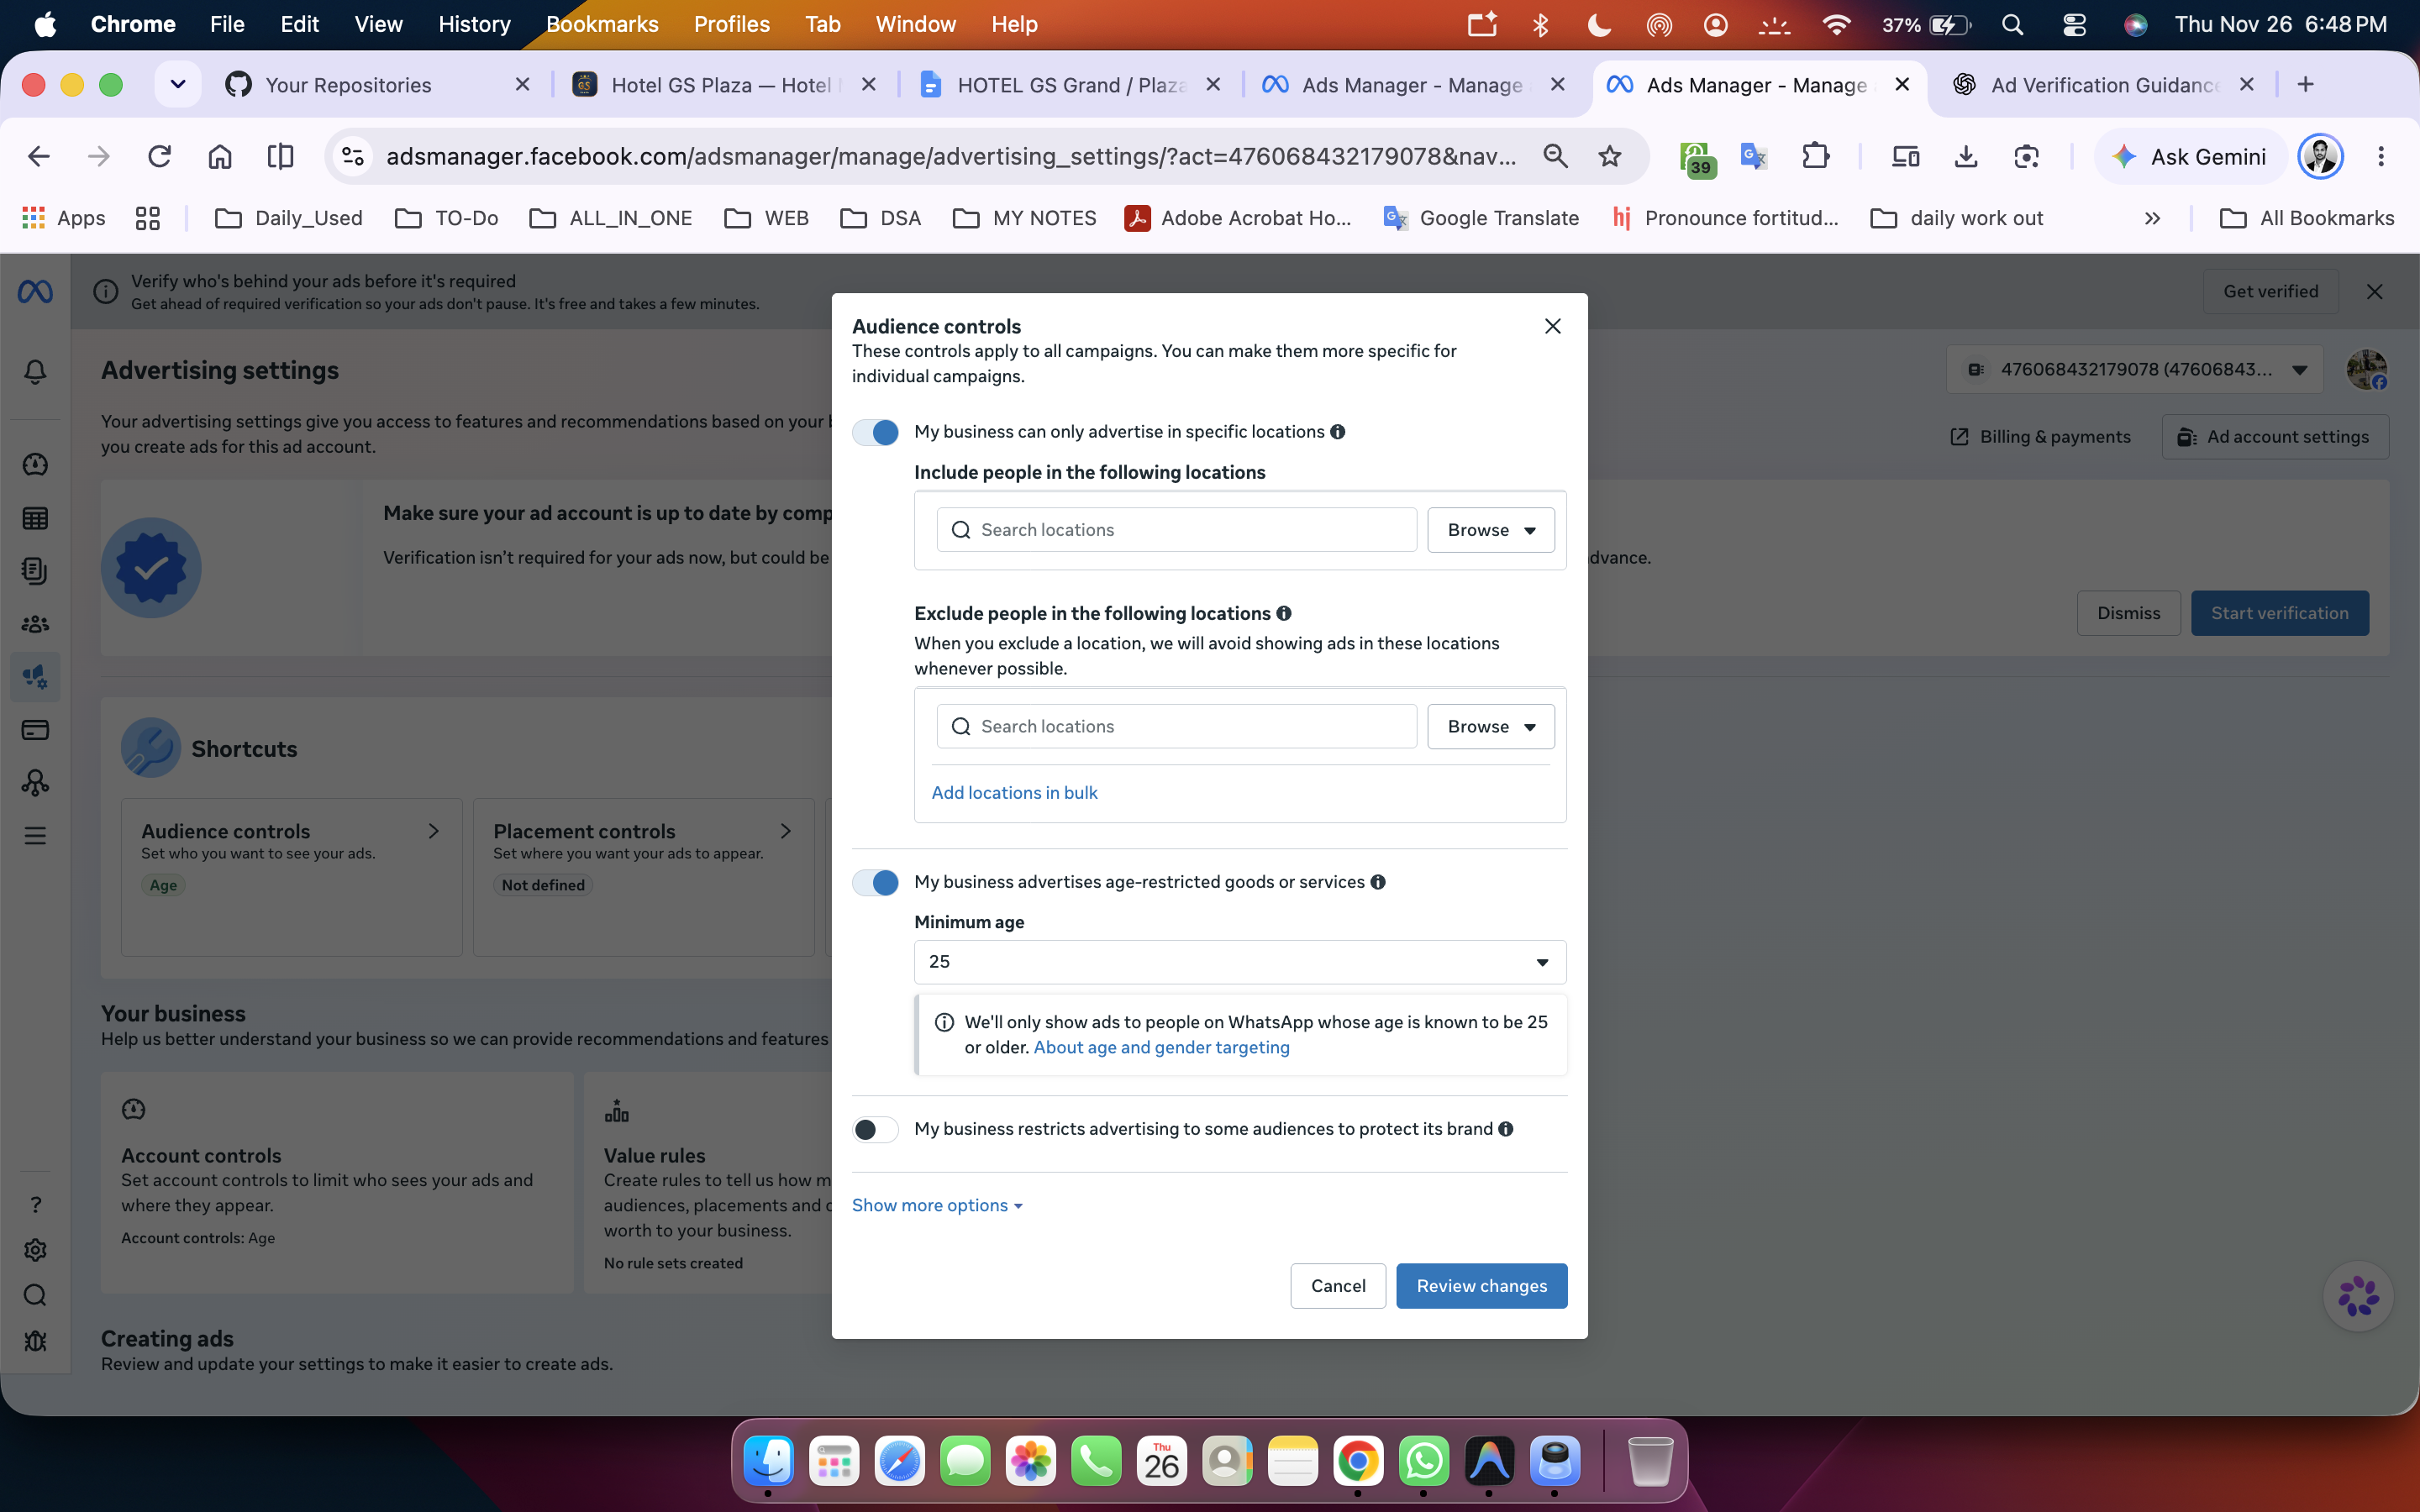 Chrome File Edit View History Bookmarks Profiles Tab Window Help 37% Thu Nov 26 6:48 PM
Your Repositories Hotel GS Plaza — Hotel HOTEL GS Grand / Plaza Ads Manager - Manage Ads Manager - Manage Ad Verification Guidance
adsmanager.facebook.com/adsmanager/manage/advertising_settings/?act=476068432179078&nav... 39 Ask Gemini
Apps Daily_Used TO-Do ALL_IN_ONE WEB DSA MY NOTES Adobe Acrobat Ho... Google Translate Pronounce fortitud... daily work out All Bookmarks
Verify who's behind your ads before it's required
Get ahead of required verification so your ads don't pause. It's free and takes a few minutes.
Get verified
Advertising settings
476068432179078 (47606843...
Your advertising settings give you access to features and recommendations based on your
you create ads for this ad account.
Billing & payments
Ad account settings
Make sure your ad account is up to date by comp
Verification isn't required for your ads now, but could be
dvance.
Dismiss
Start verification
Shortcuts
Audience controls
Set who you want to see your ads.
Age
Placement controls
Set where you want your ads to appear.
Not defined
Your business
Help us better understand your business so we can provide recommendations and features
Account controls
Set account controls to limit who sees your ads and
where they appear.
Account controls: Age
Value rules
Create rules to tell us how m
audiences, placements and c
worth to your business.
No rule sets created
Creating ads
Review and update your settings to make it easier to create ads.
Audience controls
These controls apply to all campaigns. You can make them more specific for
individual campaigns.
My business can only advertise in specific locations
Include people in the following locations
Search locations
Browse
Exclude people in the following locations
When you exclude a location, we will avoid showing ads in these locations
whenever possible.
Search locations
Browse
Add locations in bulk
My business advertises age-restricted goods or services
Minimum age
25
We'll only show ads to people on WhatsApp whose age is known to be 25
or older. About age and gender targeting
My business restricts advertising to some audiences to protect its brand
Show more options
Cancel
Review changes
Thu
26